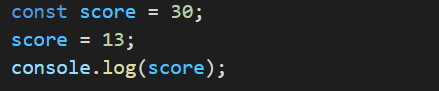 const score = 30;
score = 13;
console.log(score);